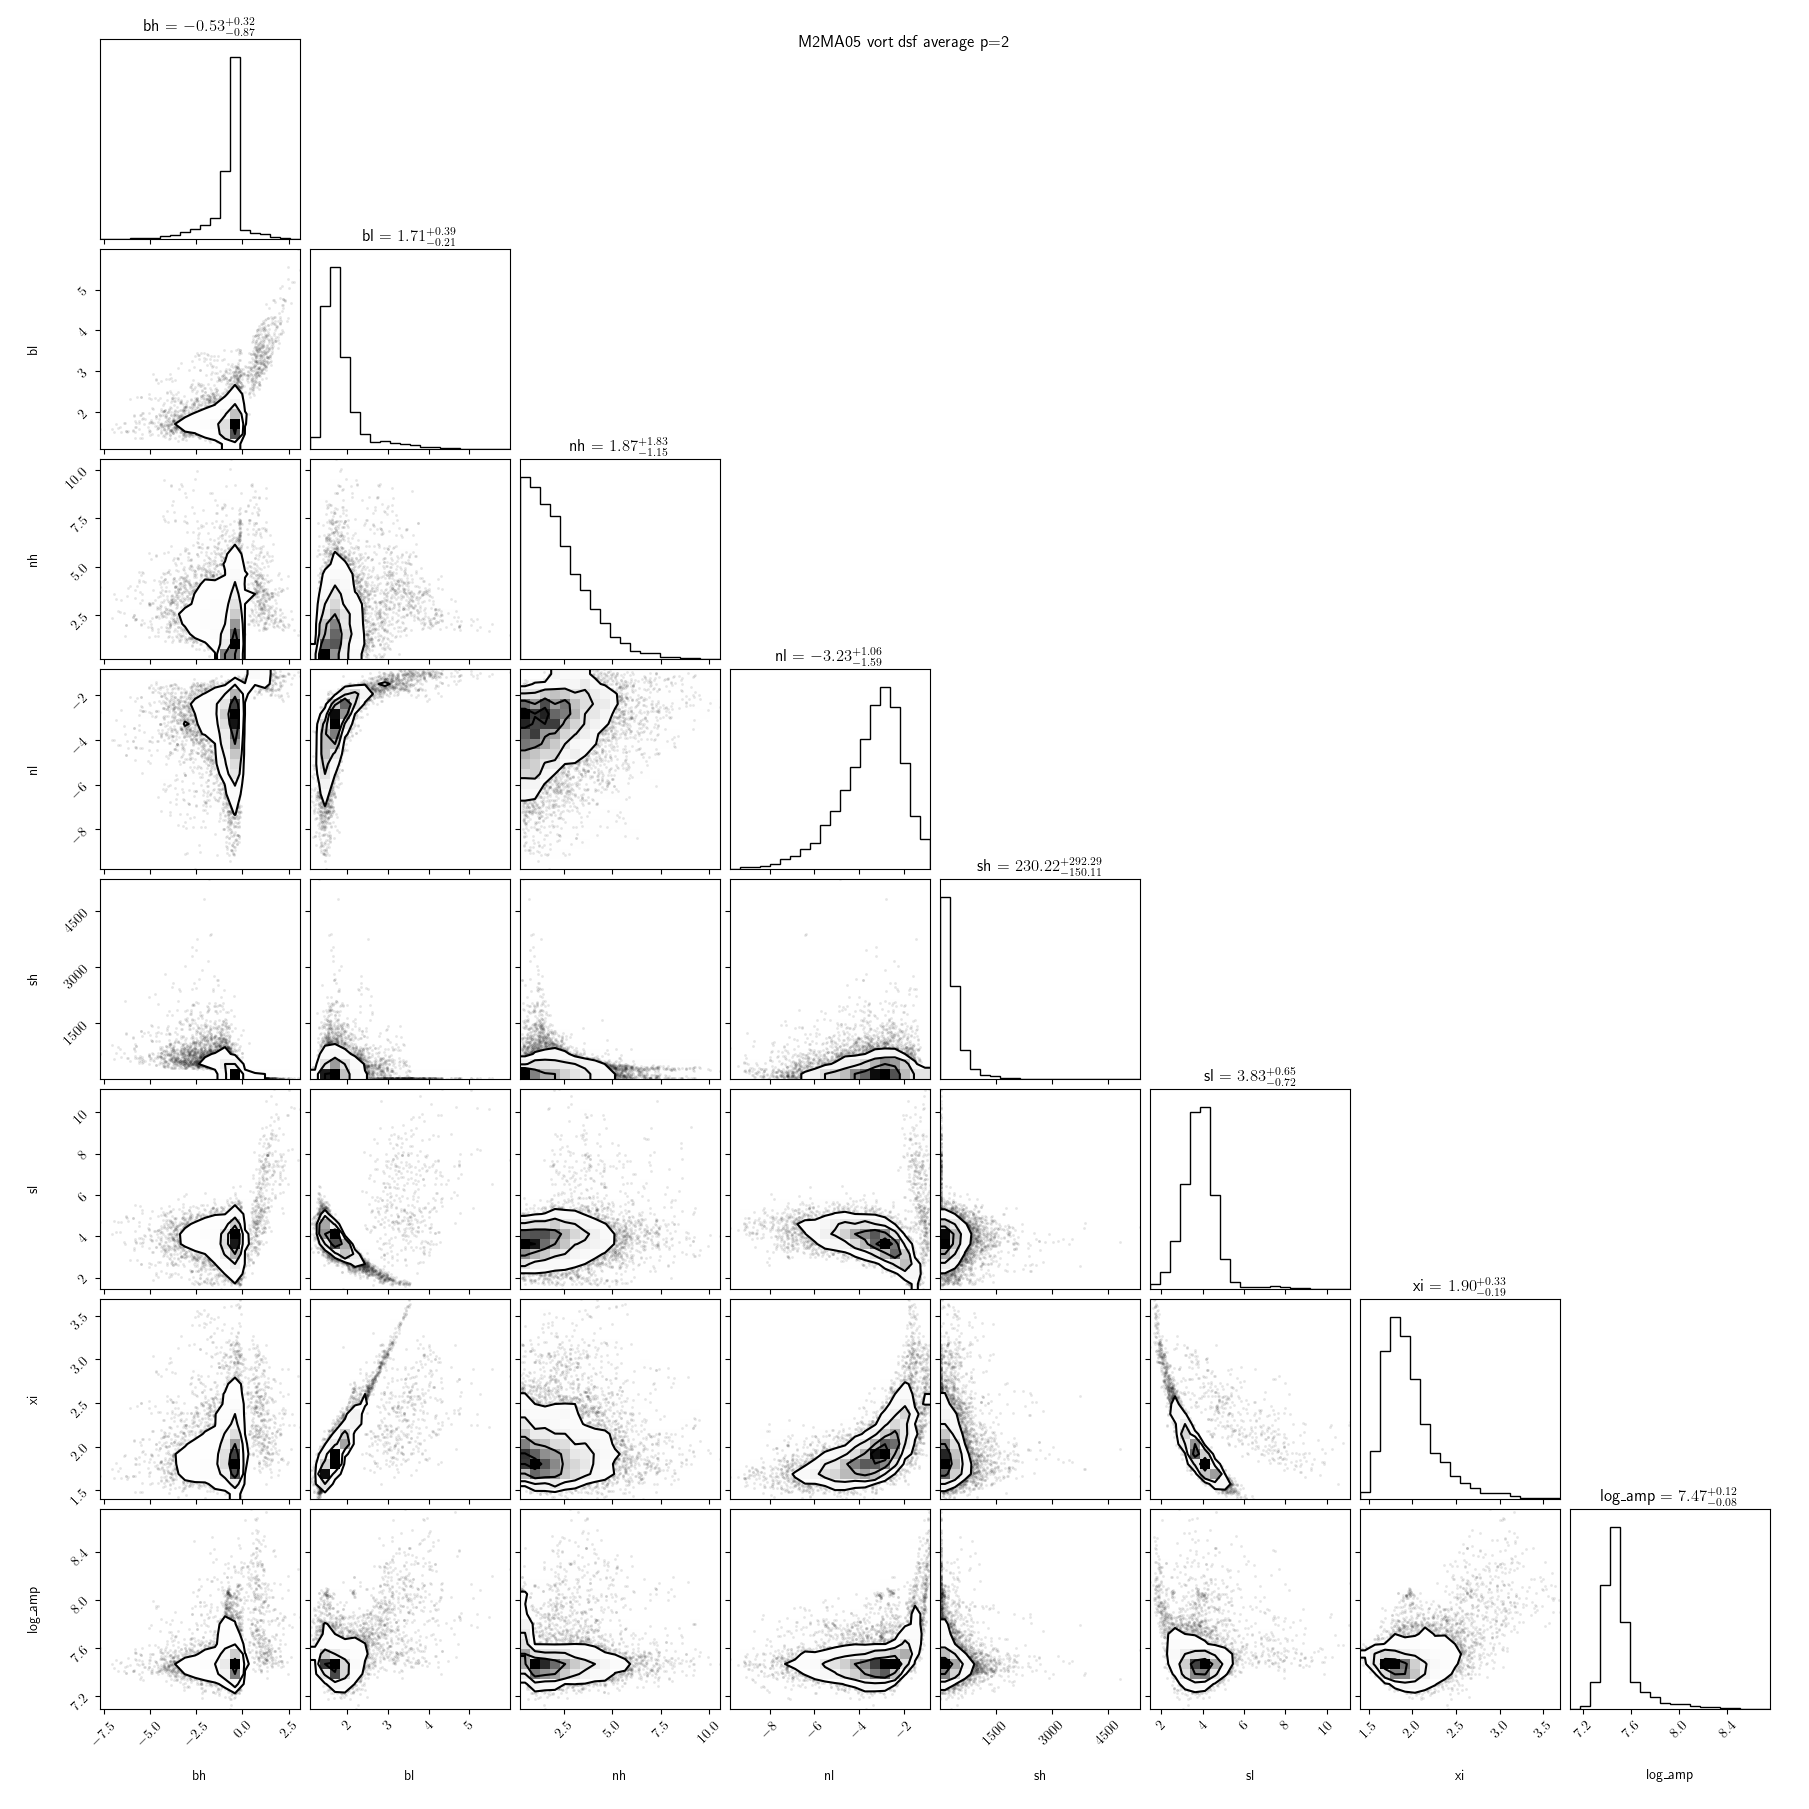 bh = −0.53 +0.32 −0.87
M2MA05 vort dsf average p=2
bl = 1.71 +0.39 −0.21
bl
5
4
3
2
nh = 1.87 +1.83 −1.15
nh
10.0
7.5
5.0
2.5
nl = −3.23 +1.06 −1.59
nl
−2
−4
−6
−8
sh = 230.22 +292.29 −150.11
sh
4500
3000
1500
sl = 3.83 +0.65 −0.72
sl
10
8
6
4
2
xi = 1.90 +0.33 −0.19
xi
3.5
3.0
2.5
2.0
1.5
log_amp = 7.47 +0.12 −0.08
log_amp
8.4
8.0
7.6
7.2
−7.5 −5.0 −2.5 0.0 2.5 2 3 4 5 2.5 5.0 7.5 10.0 −8 −6 −4 −2 1500 3000 4500 2 4 6 8 10 1.5 2.0 2.5 3.0 3.5 7.2 7.6 8.0 8.4
bh bl nh nl sh sl xi log_amp